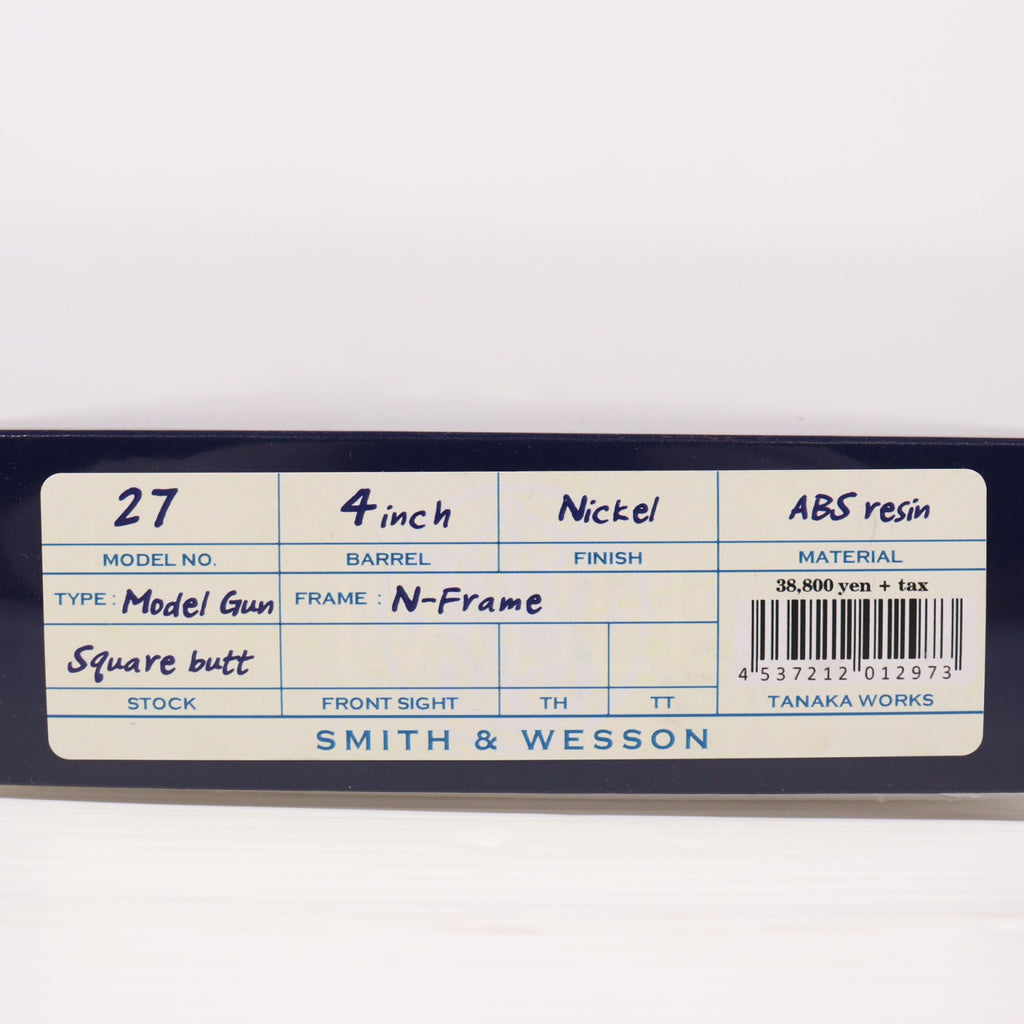 27 4 inch Nickel ABS resin
MODEL NO. BARREL FINISH MATERIAL
TYPE : Model Gun FRAME : N-Frame
38,800 yen + tax
Square butt
4 537212 012973
STOCK FRONT SIGHT TH TT TANAKA WORKS
SMITH & WESSON